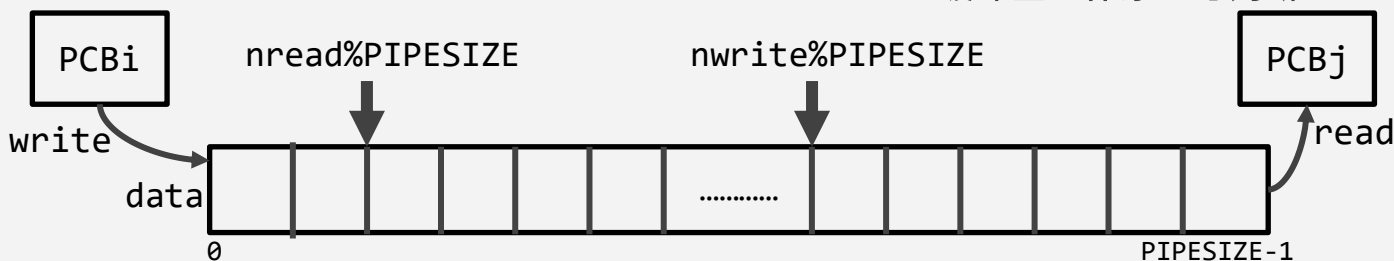 PCBi
nread%PIPESIZE
nwrite%PIPESIZE
PCBj
write
read
data
............
0
PIPESIZE-1